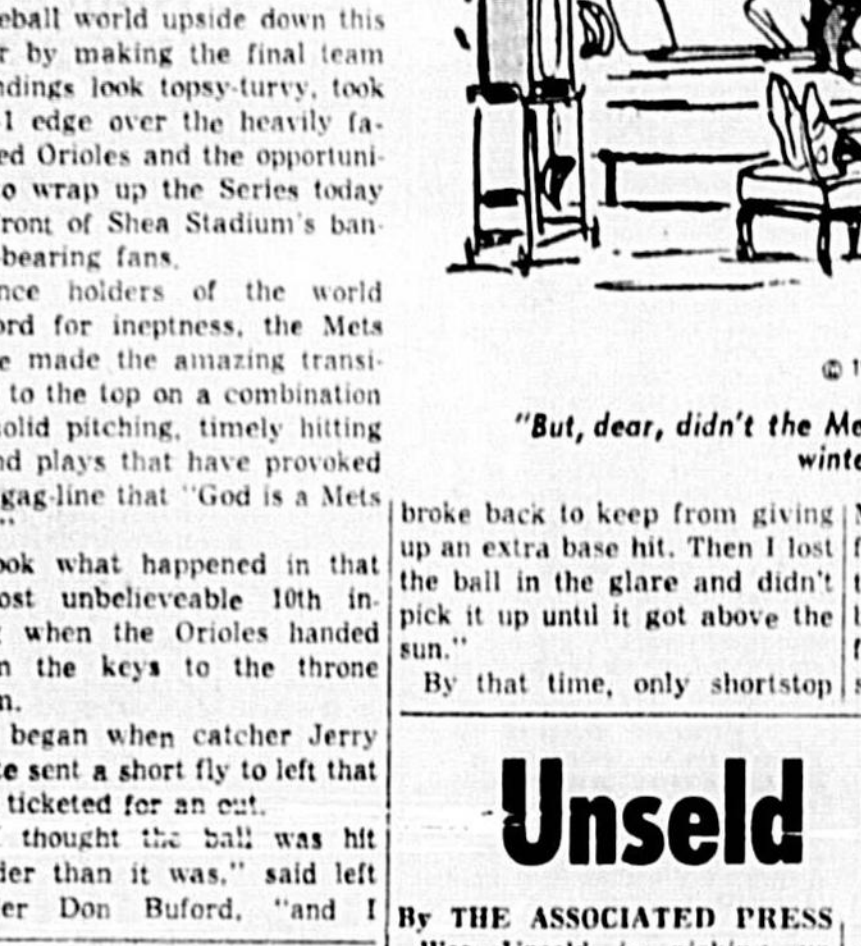 eball world upside down this
r by making the final team
ndings look topsy-turvy, took
-1 edge over the heavily fa-
ed Orioles and the opportuni-
o wrap up the Series today
ront of Shea Stadium's ban-
-bearing fans.
nce holders of the world
ord for ineptness, the Mets
e made the amazing transi-
to the top on a combination
solid pitching, timely hitting
nd plays that have provoked
gag-line that "God is a Mets
"
ook what happened in that
ost unbelieveable 10th in-
g when the Orioles handed
n the keys to the throne
n.
began when catcher Jerry
te sent a short fly to left that
ticketed for an out.
I thought the ball was hit
der than it was," said left
er Don Buford, "and I
© 1
"But, dear, didn't the Me
winte
broke back to keep from giving
up an extra base hit. Then I lost
the ball in the glare and didn't
pick it up until it got above the
sun."
By that time, only shortstop
Unseld
By THE ASSOCIATED PRESS